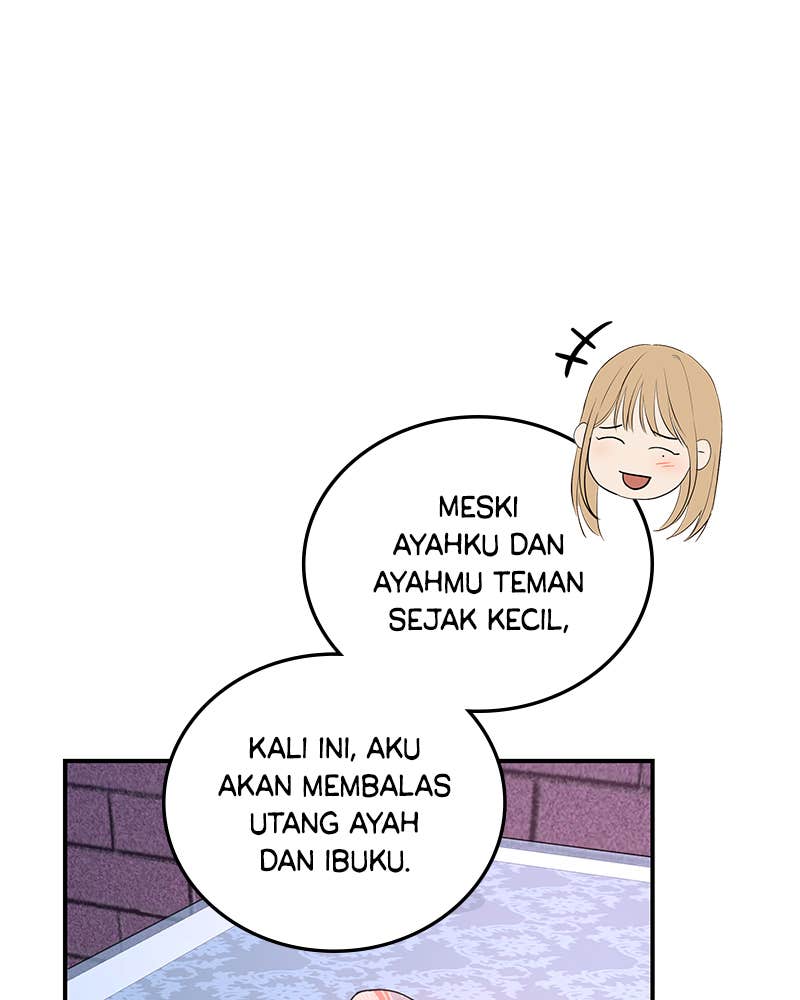 MESKI
AYAHKU DAN
AYAHMU TEMAN
SEJAK KECIL,
KALI INI, AKU
AKAN MEMBALAS
UTANG AYAH
DAN IBUKU.